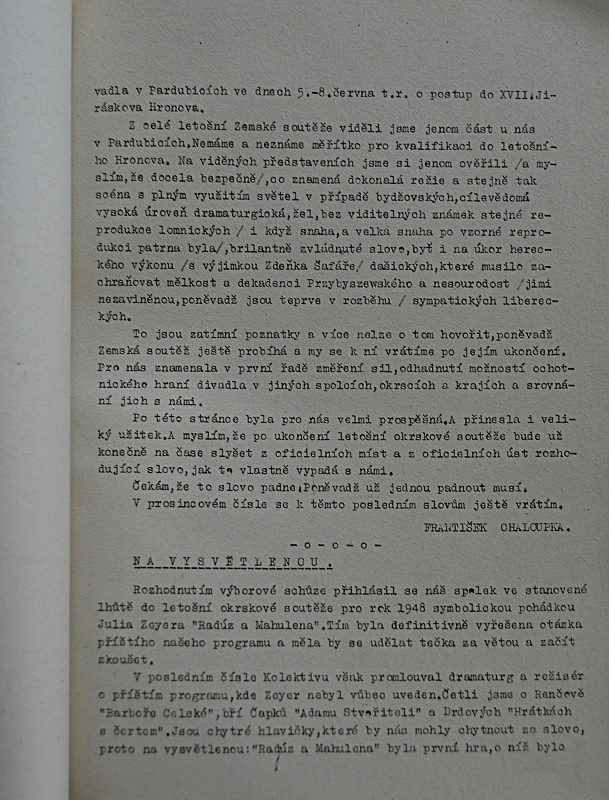 vadla v Pardubicích ve dnech 5.-8.června t.r. o postup do XVII.Ji-
ráskova Hronova.
Z celé letošní Zemské soutěže viděli jsme jenom část u nás
v Pardubicích.Nemáme a neznáme měřítko pro kvalifikaci do letošní-
ho Hronova. Na viděných představeních jsme si jenom ověřili /a my-
slím,že docela bezpečně/,co znamená dokonalá režie a stejně tak
scéna s plným využitím světel v případě bydžovských,cílevědomá
vysoká úroveň dramaturgická,žel,bez viditelných známek stejné re-
produkce lomnických / i když snaha,a velká snaha po vzorné repro-
dukci patrna byla/,brilantně zvládnuté slovo,byť i na úkor herec-
kého výkonu /s výjimkou Zdeňka Šafáře/ dašických,které musilo za-
chraňovat mělkost a dekadenci Przybyszewského a nesourodost /jimi
nezaviněnou,poněvadž jsou teprve v rozběhu / sympatických liberec-
kých.
To jsou zatímní poznatky a více nelze o tom hovořit,poněvadž
Zemská soutěž ještě probíhá a my se k ní vrátíme po jejím ukončení.
Pro nás znamenala v první řadě změření sil,odhadnutí možností ochot-
nického hraní divadla v jiných spolcích,okrscích a krajích a srovná-
ní jich s námi.
Po této stránce byla pro nás velmi prospěšná.A přinesla i veli-
ký užitek.A myslím,že po ukončení letošní okrskové soutěže bude už
konečně na čase slyšet z oficielních míst a z oficielních úst rozho-
dující slovo,jak to vlastně vypadá s námi.
Čekám,že to slovo padne.Poněvadž už jednou padnout musí.
V prosincovém čísle se k těmto posledním slovům ještě vrátím.
FRANTIŠEK CHALOUPKA.
- o - o - o -
N A V Y S V Ě T L E N O U .
Rozhodnutím výborové schůze přihlásil se náš spolek ve stanovené
lhůtě do letošní okrskové soutěže pro rok 1948 symbolickou pohádkou
Julia Zeyera "Radúz a Mahulena".Tím byla definitivně vyřešena otázka
příštího našeho programu a měla by se udělat tečka za větou a začít
zkoušet.
V posledním čísle Kolektivu však promlouval dramaturg a režisér
o příštím programu,kde Zeyer nebyl vůbec uveden.Četli jsme o Renčově
"Barboře Celské",bří Čapků "Adamu Stvořiteli" a Drdových "Hrátkách
s čertem".Jsou chytré hlavičky,které by nás mohly chytnout za slovo,
proto na vysvětlenou:"Radúz a Mahulena" byla první hra,o níž bylo